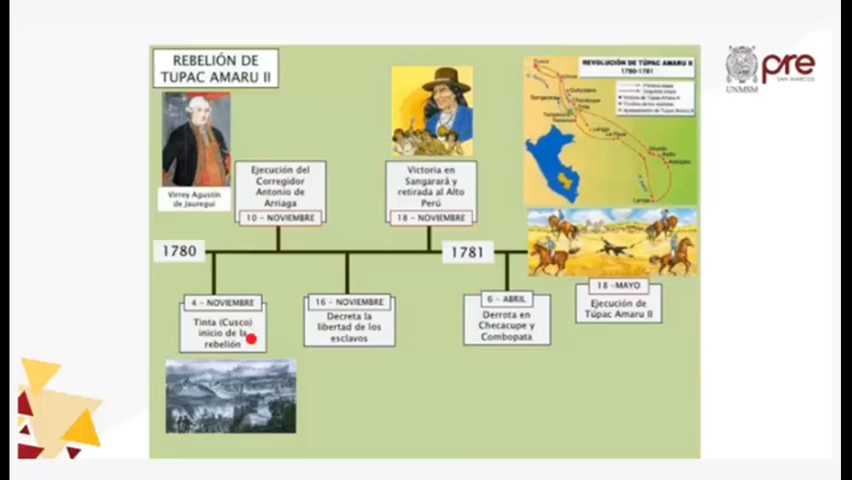 REBELIÓN DE
TUPAC AMARU II
Virrey Agustín
de Jauregui
Ejecución del
Corregidor
Antonio de
Arriaga
10 - NOVIEMBRE
Victoria en
Sangarará y
retirada al Alto
Perú
18 - NOVIEMBRE
REVOLUCIÓN DE TÚPAC AMARU II
1780-1781
UNMSM
pre
SAN MARCOS
1780
1781
4 - NOVIEMBRE
Tinta (Cusco)
inicio de la
rebelión
16 - NOVIEMBRE
Decreta la
libertad de los
esclavos
6 - ABRIL
Derrota en
Checacupe y
Combopata
18 -MAYO
Ejecución de
Túpac Amaru II